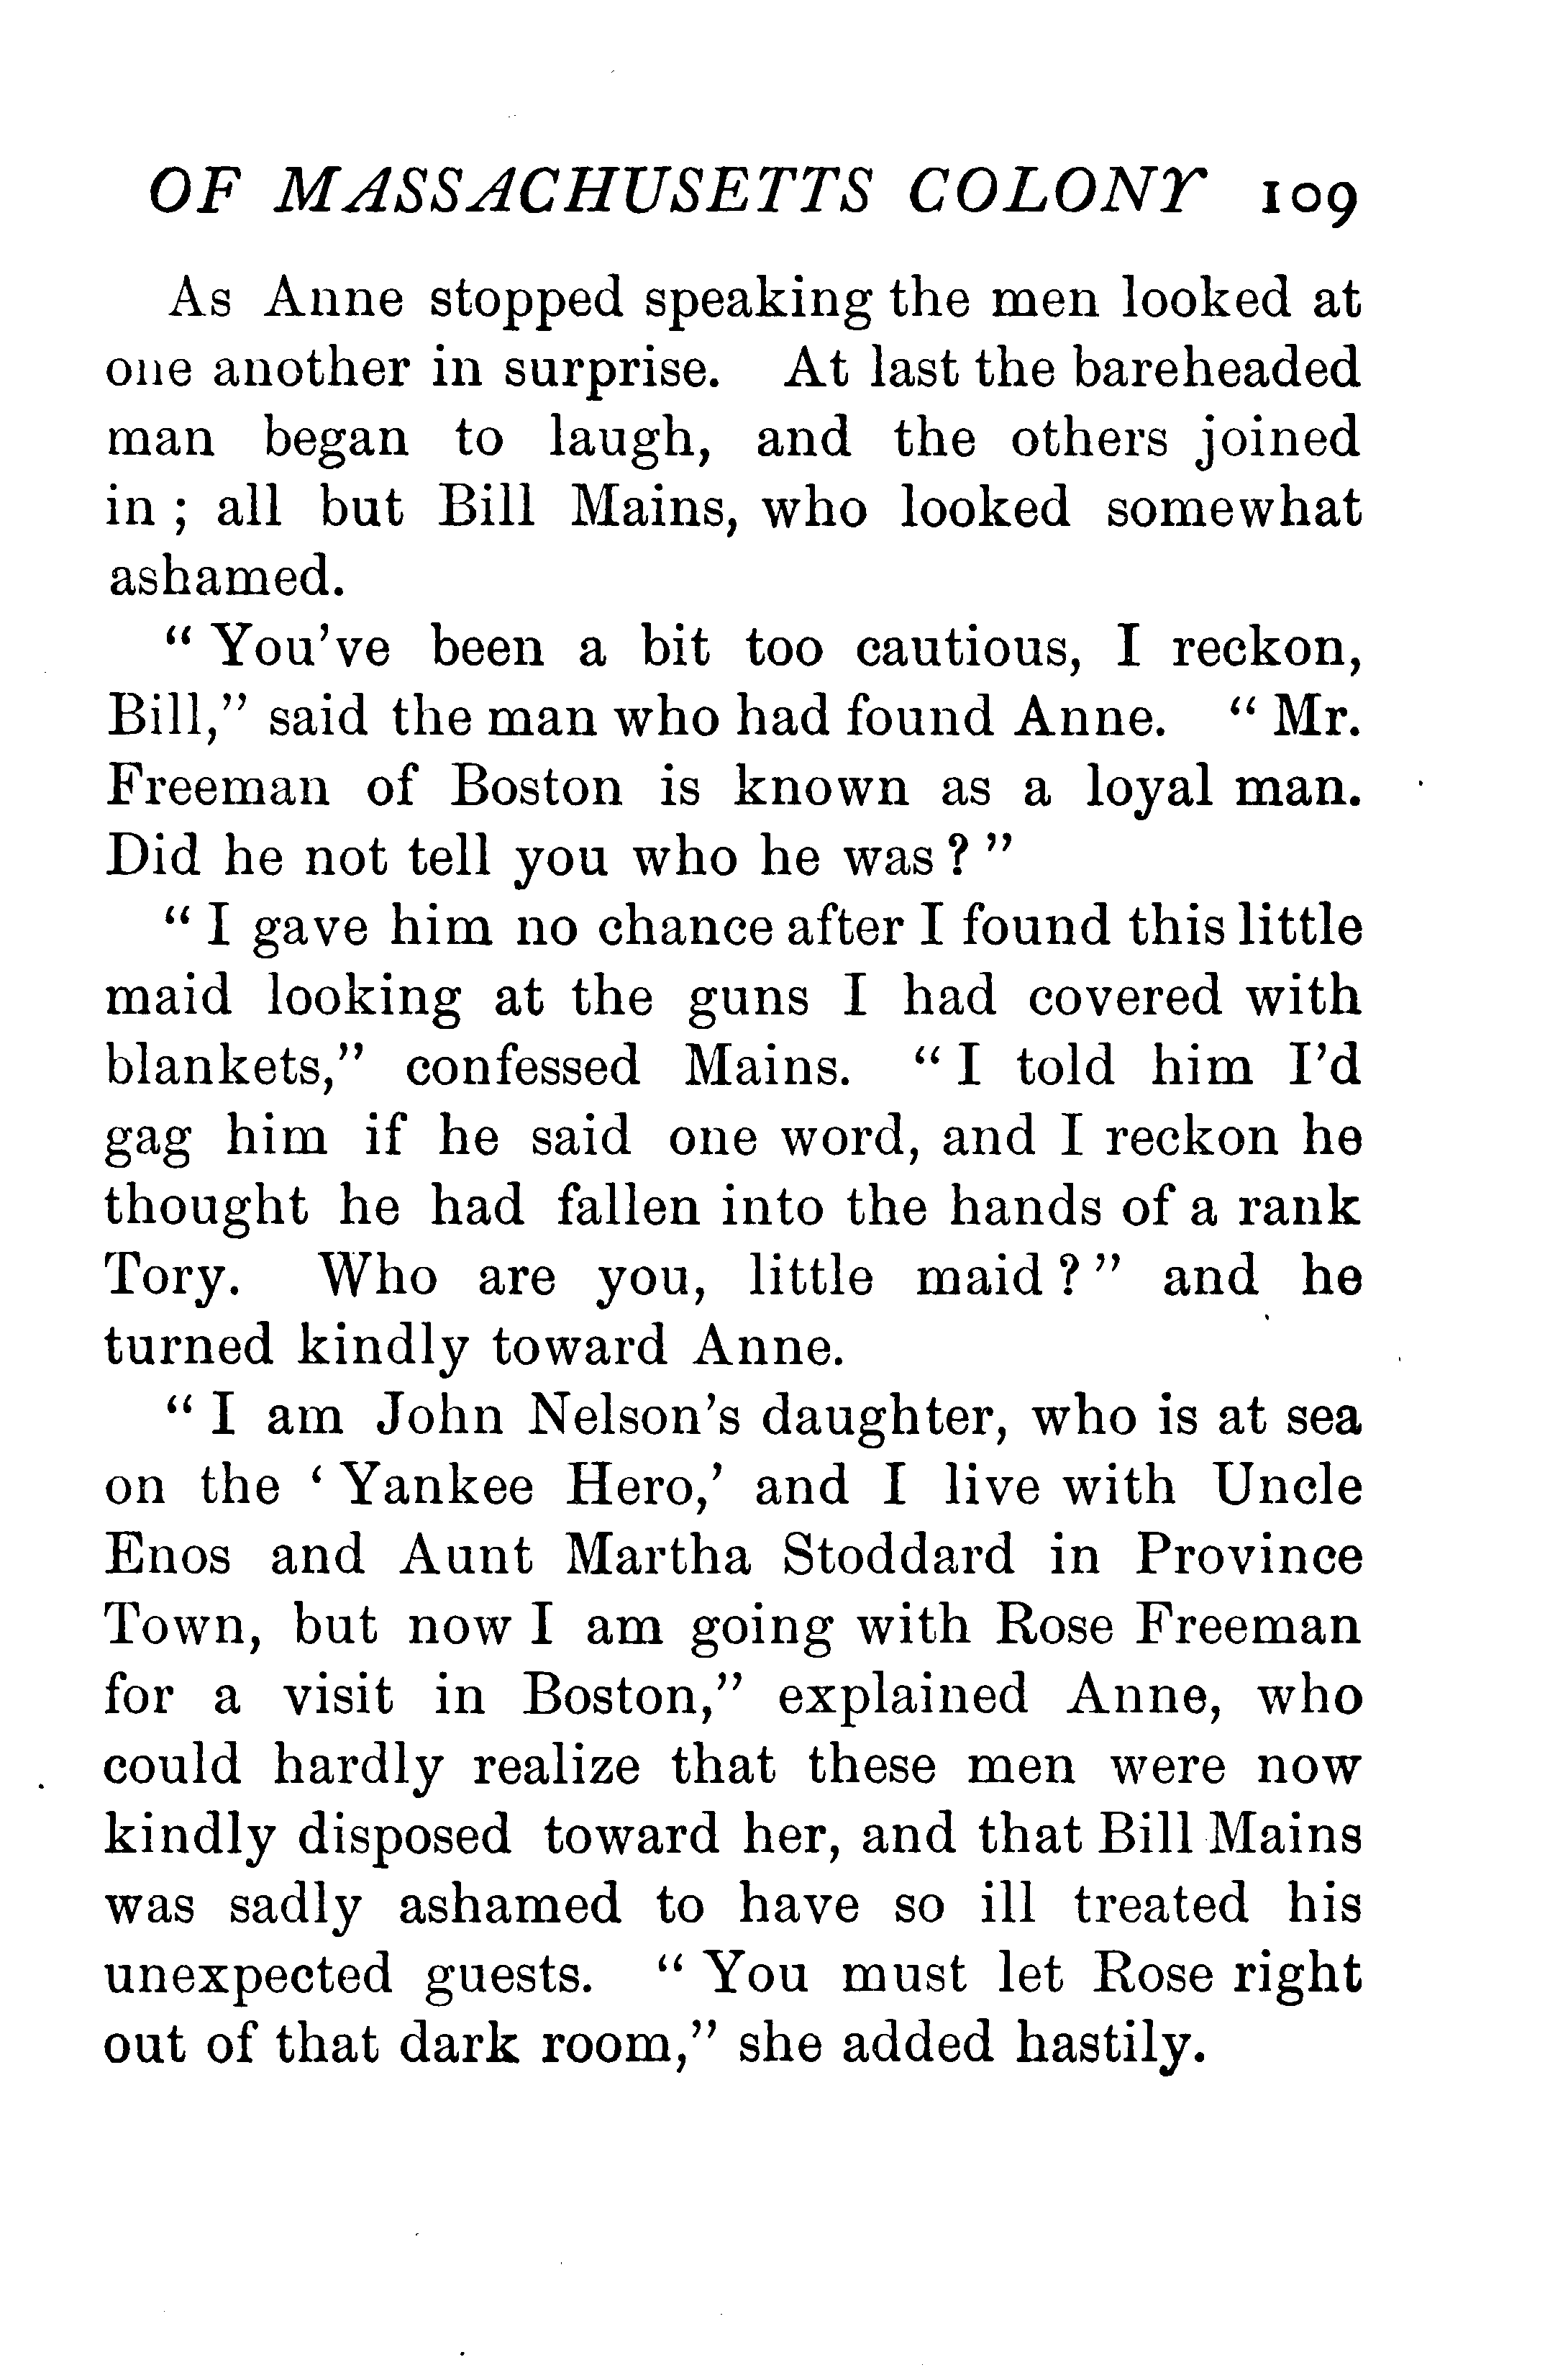 OF MASSACHUSETTS COLONY 109
As Anne stopped speaking the men looked at
one another in surprise. At last the bareheaded
man began to laugh, and the others joined
in ; all but Bill Mains, who looked somewhat
ashamed.
“ You’ve been a bit too cautious, I reckon,
Bill,” said the man who had found Anne. “ Mr.
Freeman of Boston is known as a loyal man.
Did he not tell you who he was ? ”
“ I gave him no chance after I found this little
maid looking at the guns I had covered with
blankets,” confessed Mains. “ I told him I’d
gag him if he said one word, and I reckon he
thought he had fallen into the hands of a rank
Tory. Who are you, little maid ? ” and he
turned kindly toward Anne.
“ I am John Nelson’s daughter, who is at sea
on the ‘ Yankee Hero,’ and I live with Uncle
Enos and Aunt Martha Stoddard in Province
Town, but now I am going with Rose Freeman
for a visit in Boston,” explained Anne, who
could hardly realize that these men were now
kindly disposed toward her, and that Bill Mains
was sadly ashamed to have so ill treated his
unexpected guests. “ You must let Rose right
out of that dark room,” she added hastily.